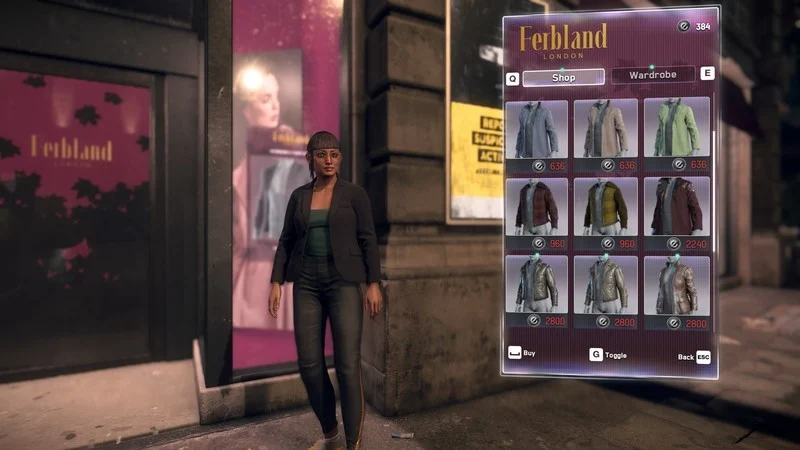 Ferbland
LONDON
384
Q
Shop
Wardrobe
E
636
636
636
960
960
2240
2800
2800
2800
Buy
G Toggle
Back ESC
Ferbland
LONDON